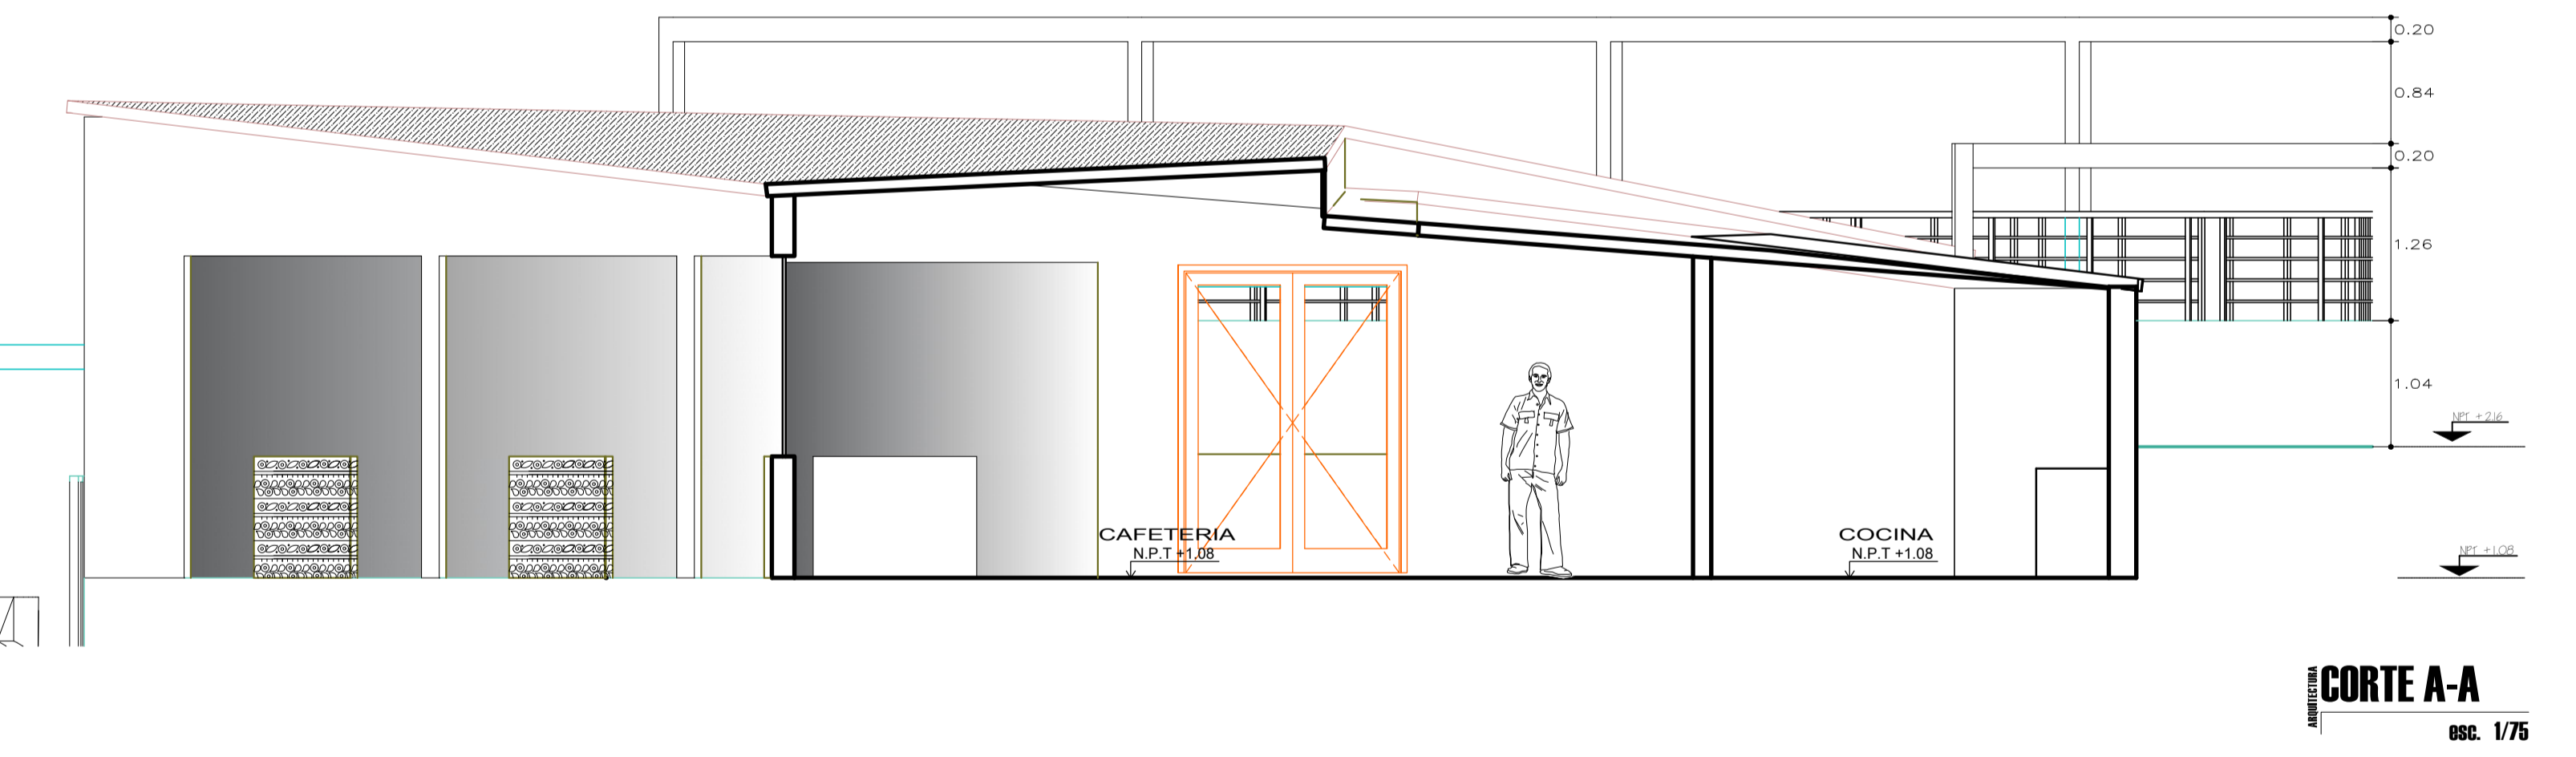 0.20
0.84
0.20
1.26
1.04
NPT +2.16
CAFETERIA
N.P.T +1.08
COCINA
N.P.T +1.08
NPT +1.08
ARQUITECTURA
CORTE A-A
esc. 1/75